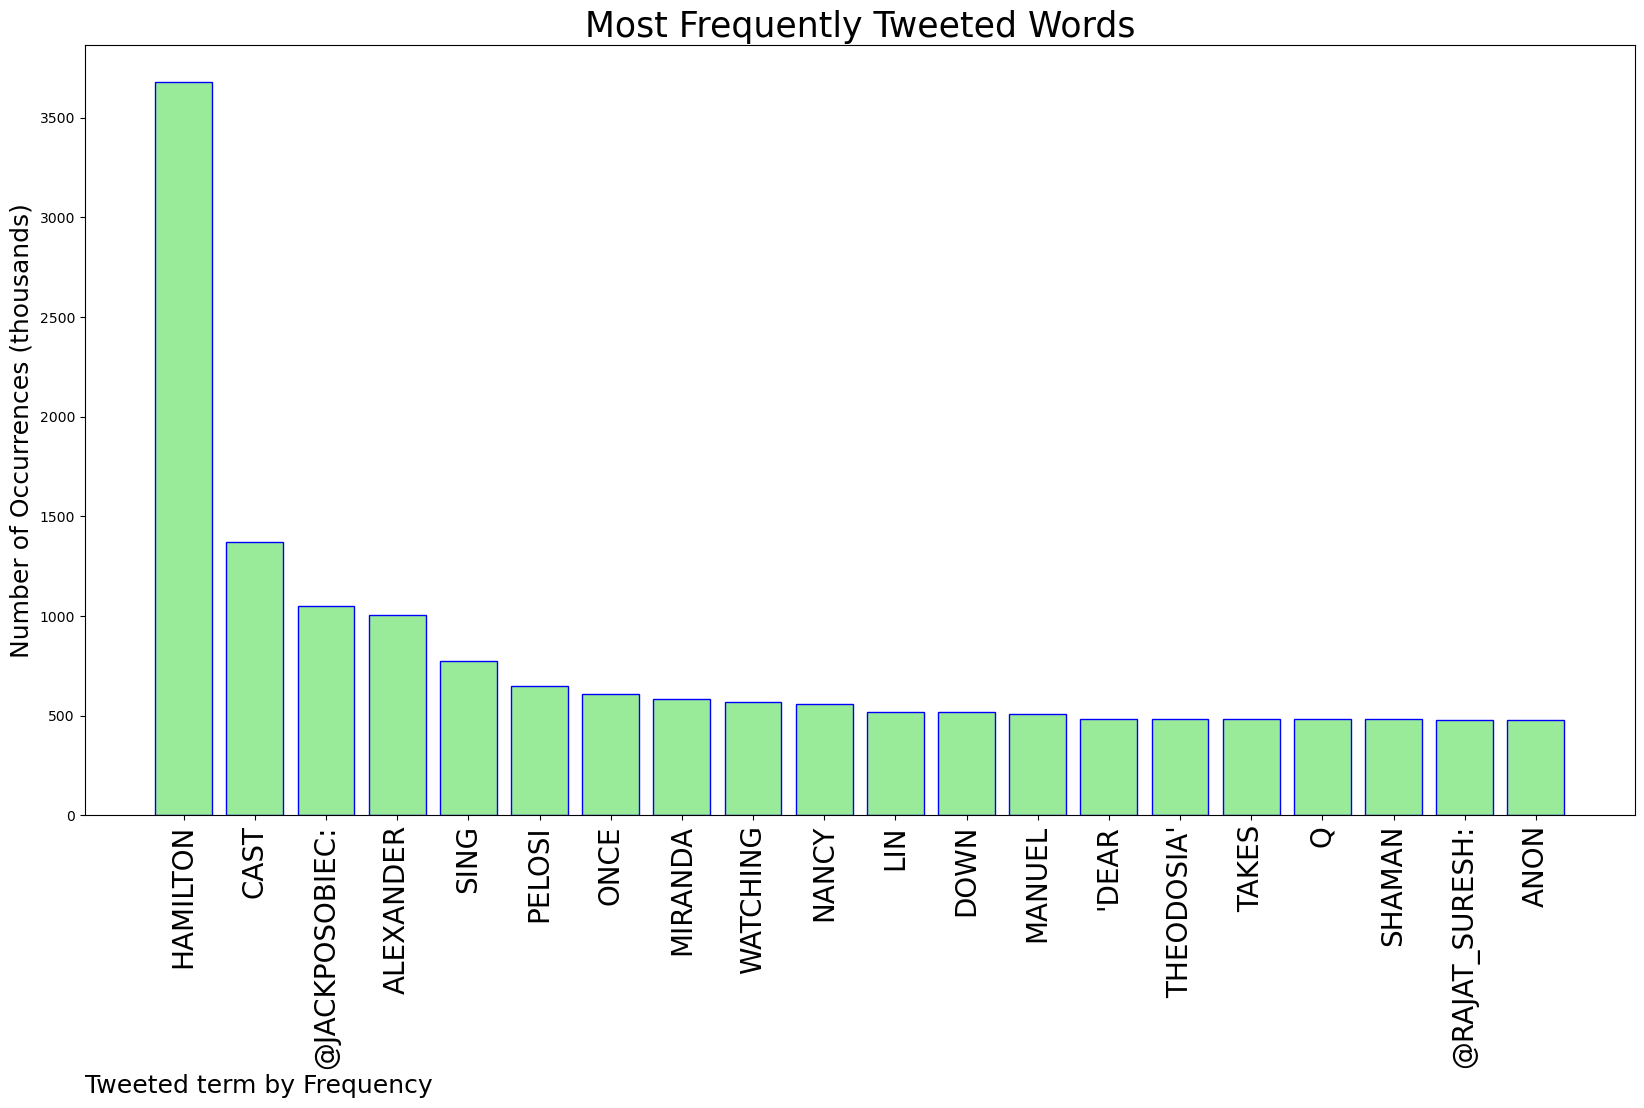 Most Frequently Tweeted Words
Number of Occurrences (thousands)
3500
3000
2500
2000
1500
1000
500
0
HAMILTON
CAST
@JACKPOSOBIEC:
ALEXANDER
SING
PELOSI
ONCE
MIRANDA
WATCHING
NANCY
LIN
DOWN
MANUEL
'DEAR
THEODOSIA'
TAKES
Q
SHAMAN
@RAJAT_SURESH:
ANON
Tweeted term by Frequency